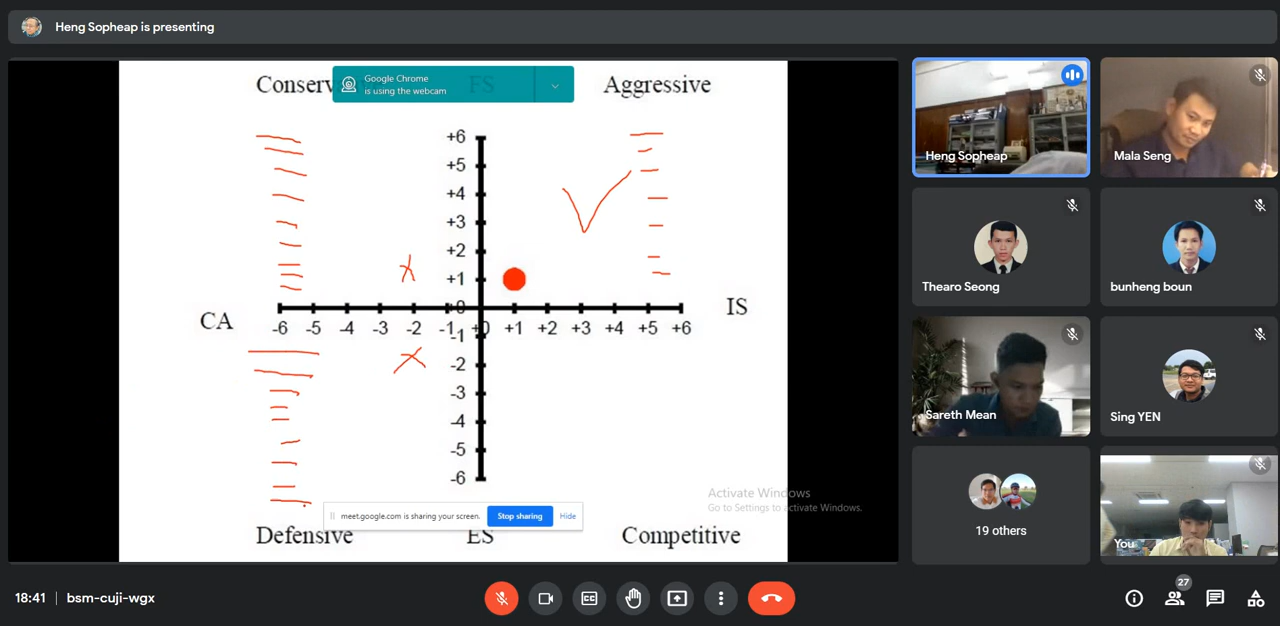 Heng Sopheap is presenting
Conserv
Google Chrome
is using the webcam
FS
Aggressive
+6
+5
+4
+3
+2
+1
0
CA
-6 -5 -4 -3 -2 -1 +0 +1 +2 +3 +4 +5 +6
IS
-1
-2
-3
-4
-5
-6
meet.google.com is sharing your screen.
Stop sharing
Hide
Defensive
ES
Competitive
Activate Windows
Go to Settings to activate Windows.
Heng Sopheap
Mala Seng
Thearo Seong
bunheng boun
Sareth Mean
Sing YEN
19 others
You
18:41 | bsm-cuji-wgx
CC
27